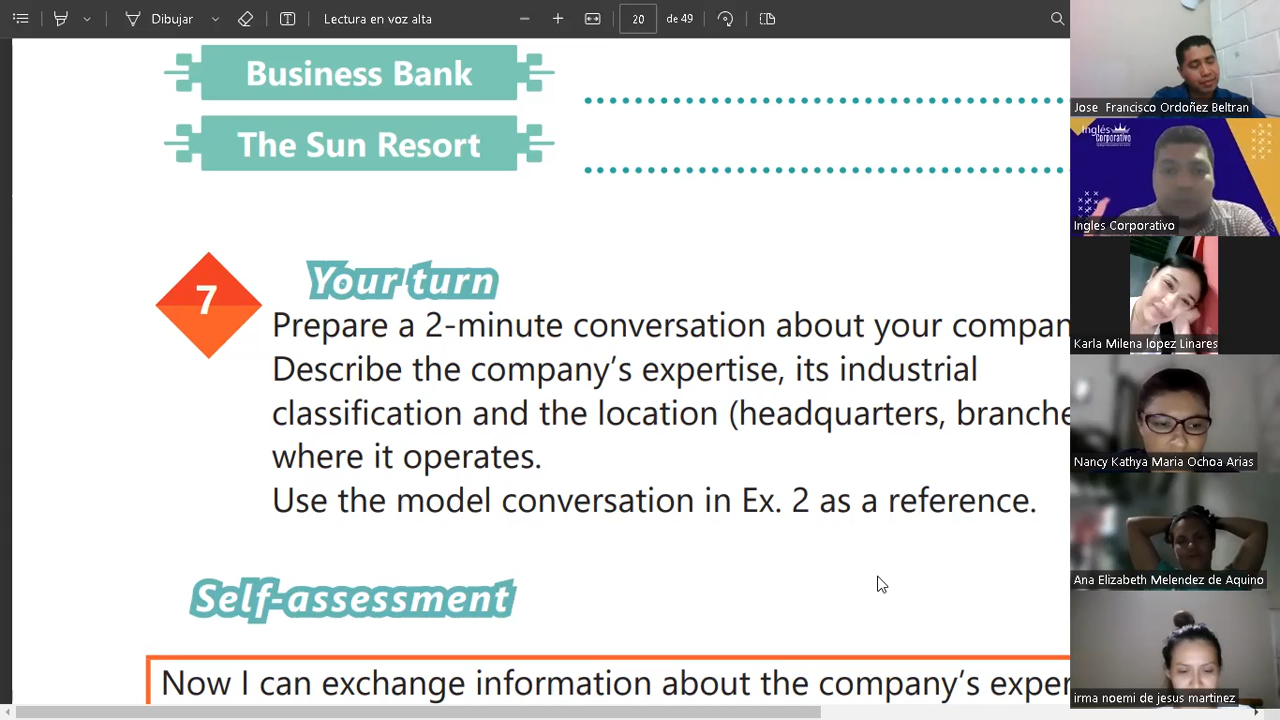 Dibujar
Lectura en voz alta
20
de 49
Business Bank
The Sun Resort
7
Your turn
Prepare a 2-minute conversation about your compan
Describe the company's expertise, its industrial
classification and the location (headquarters, branche
where it operates.
Use the model conversation in Ex. 2 as a reference.
Self-assessment
Now I can exchange information about the company's exper
Jose Francisco Ordoñez Beltran
Inglés
Corporativo
Ingles Corporativo
Karla Milena lopez Linares
Nancy Kathya Maria Ochoa Arias
Ana Elizabeth Melendez de Aquino
irma noemi de jesus martinez